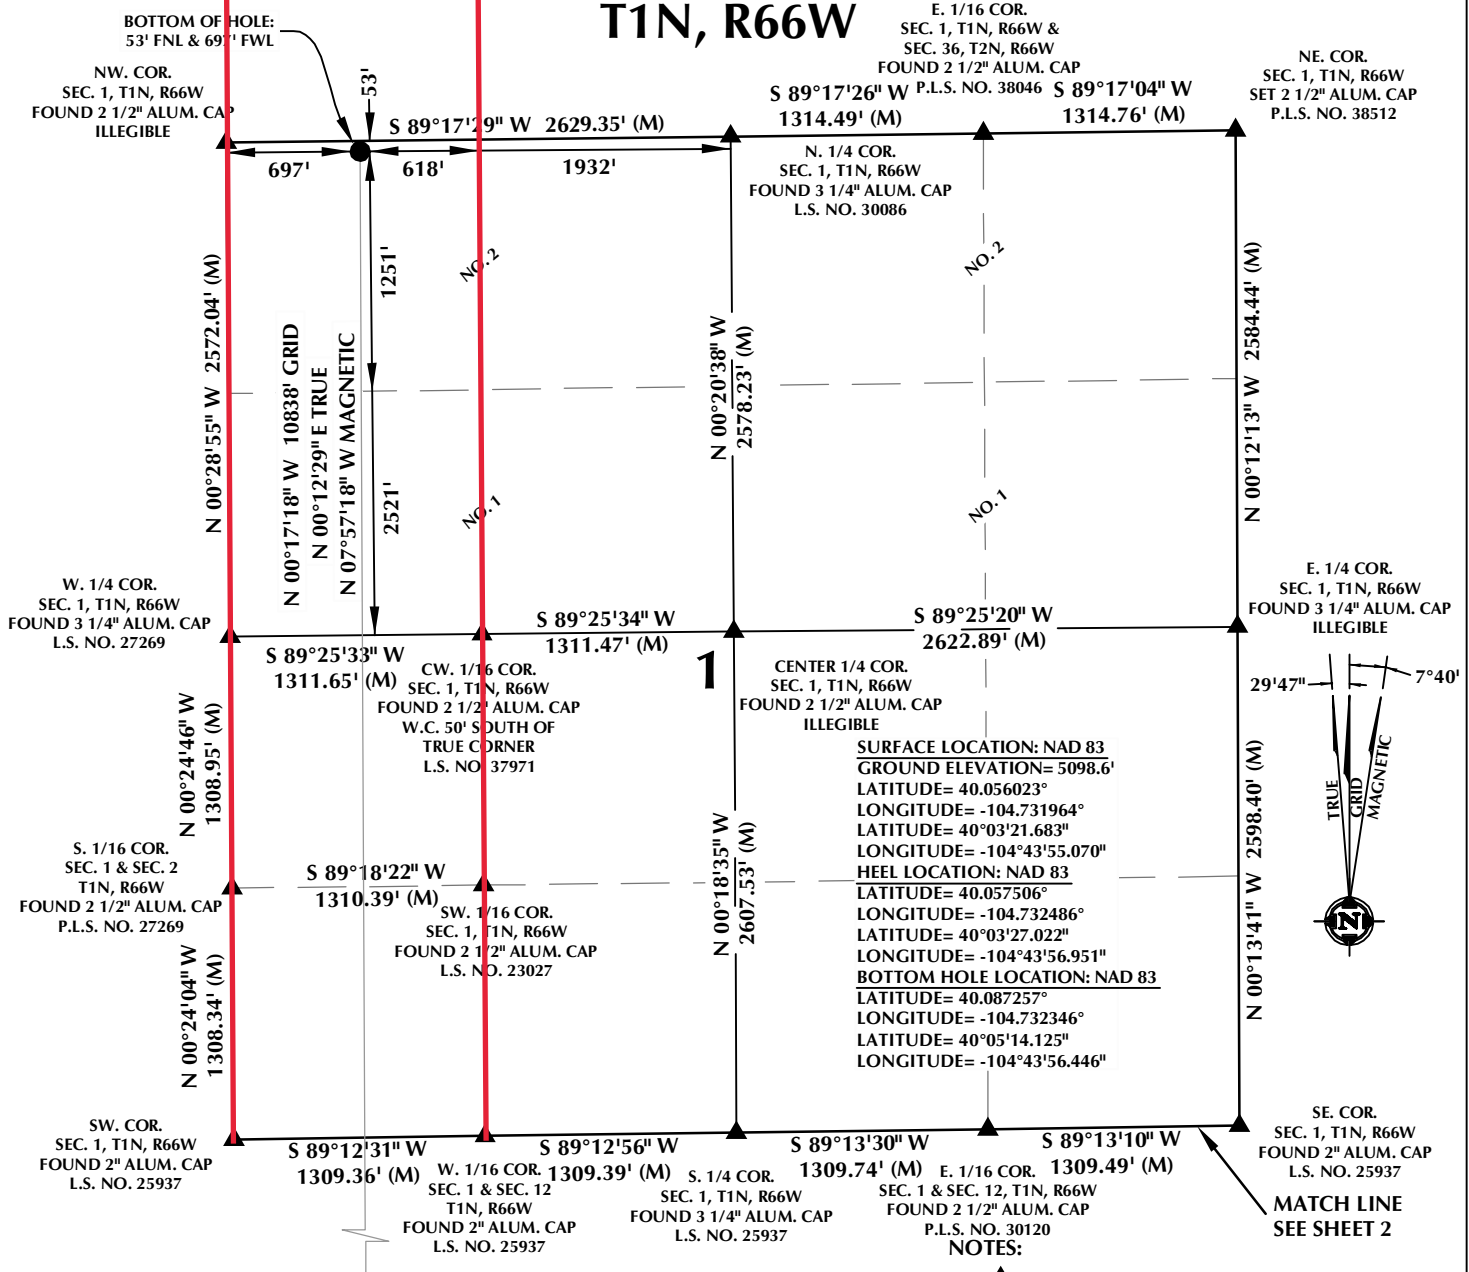 T1N, R66W
BOTTOM OF HOLE:
53' FNL & 697' FWL
NW. COR.
SEC. 1, T1N, R66W
FOUND 2 1/2" ALUM. CAP
ILLEGIBLE
53'
S 89°17'29" W 2629.35' (M)
E. 1/16 COR.
SEC. 1, T1N, R66W &
SEC. 36, T2N, R66W
FOUND 2 1/2" ALUM. CAP
P.L.S. NO. 38046
S 89°17'26" W
1314.49' (M)
S 89°17'04" W
1314.76' (M)
NE. COR.
SEC. 1, T1N, R66W
SET 2 1/2" ALUM. CAP
P.L.S. NO. 38512
697'
618'
1932'
N. 1/4 COR.
SEC. 1, T1N, R66W
FOUND 3 1/4" ALUM. CAP
L.S. NO. 30086
N 00°28'55" W 2572.04' (M)
N 00°17'18" W 10838' GRID
N 00°12'29" E TRUE
N 07°57'18" W MAGNETIC
1251'
2521'
NO. 2
NO. 1
N 00°20'38" W
2578.23' (M)
NO. 2
NO. 1
N 00°12'13" W 2584.44' (M)
W. 1/4 COR.
SEC. 1, T1N, R66W
FOUND 3 1/4" ALUM. CAP
L.S. NO. 27269
S 89°25'33" W
1311.65' (M)
S 89°25'34" W
1311.47' (M)
S 89°25'20" W
2622.89' (M)
E. 1/4 COR.
SEC. 1, T1N, R66W
FOUND 3 1/4" ALUM. CAP
ILLEGIBLE
CW. 1/16 COR.
SEC. 1, T1N, R66W
FOUND 2 1/2" ALUM. CAP
W.C. 50' SOUTH OF
TRUE CORNER
L.S. NO. 37971
1
CENTER 1/4 COR.
SEC. 1, T1N, R66W
FOUND 2 1/2" ALUM. CAP
ILLEGIBLE
29'47"
7°40'
TRUE
GRID
MAGNETIC
N
N 00°24'46" W
1308.95' (M)
SURFACE LOCATION: NAD 83
GROUND ELEVATION= 5098.6'
LATITUDE= 40.056023°
LONGITUDE= -104.731964°
LATITUDE= 40°03'21.683"
LONGITUDE= -104°43'55.070"
HEEL LOCATION: NAD 83
LATITUDE= 40.057506°
LONGITUDE= -104.732486°
LATITUDE= 40°03'27.022"
LONGITUDE= -104°43'56.951"
BOTTOM HOLE LOCATION: NAD 83
LATITUDE= 40.087257°
LONGITUDE= -104.732346°
LATITUDE= 40°05'14.125"
LONGITUDE= -104°43'56.446"
S. 1/16 COR.
SEC. 1 & SEC. 2
T1N, R66W
FOUND 2 1/2" ALUM. CAP
P.L.S. NO. 27269
S 89°18'22" W
1310.39' (M)
SW. 1/16 COR.
SEC. 1, T1N, R66W
FOUND 2 1/2" ALUM. CAP
L.S. NO. 23027
N 00°18'35" W
2607.53' (M)
N 00°13'41" W 2598.40' (M)
N 00°24'04" W
1308.34' (M)
SW. COR.
SEC. 1, T1N, R66W
FOUND 2" ALUM. CAP
L.S. NO. 25937
S 89°12'31" W
1309.36' (M)
W. 1/16 COR.
SEC. 1 & SEC. 12
T1N, R66W
FOUND 2" ALUM. CAP
L.S. NO. 25937
S 89°12'56" W
1309.39' (M)
S. 1/4 COR.
SEC. 1, T1N, R66W
FOUND 3 1/4" ALUM. CAP
L.S. NO. 25937
S 89°13'30" W
1309.74' (M)
E. 1/16 COR.
SEC. 1 & SEC. 12, T1N, R66W
FOUND 2 1/2" ALUM. CAP
P.L.S. NO. 30120
S 89°13'10" W
1309.49' (M)
SE. COR.
SEC. 1, T1N, R66W
FOUND 2" ALUM. CAP
L.S. NO. 25937
MATCH LINE
SEE SHEET 2
NOTES: